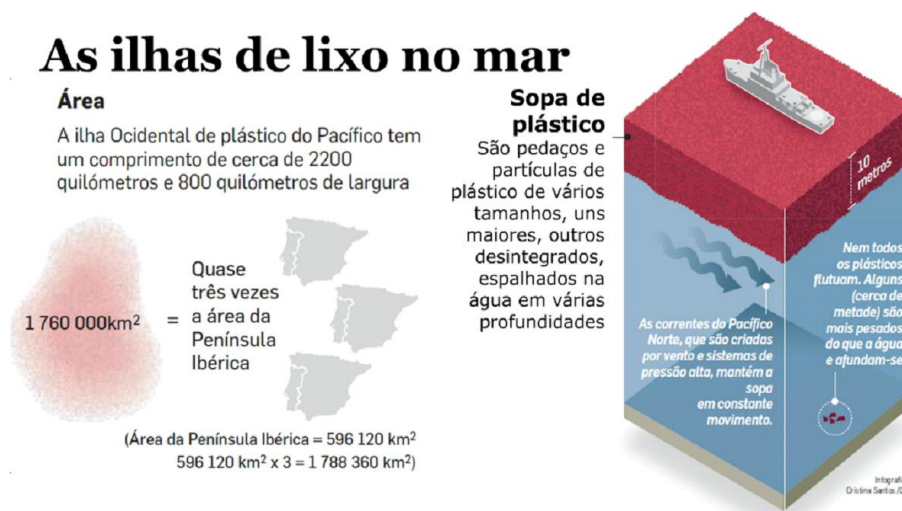 As ilhas de lixo no mar
Área
A ilha Ocidental de plástico do Pacífico tem
um comprimento de cerca de 2200
quilómetros e 800 quilómetros de largura
1 760 000km²
=
Quase
três vezes
a área da
Península
Ibérica
(Área da Península Ibérica = 596 120 km²
596 120 km² x 3 = 1 788 360 km²)
Sopa de
plástico
São pedaços e
partículas de
plástico de vários
tamanhos, uns
maiores, outros
desintegrados,
espalhados na
água em várias
profundidades
10
metros
As correntes do Pacífico
Norte, que são criadas
por vento e sistemas de
pressão alta, mantém a
sopa
em constante
movimento.
Nem todos
os plásticos
flutuam. Alguns
(cerca de
metade) são
mais pesados
do que a água
e afundam-se
Cristina Santos